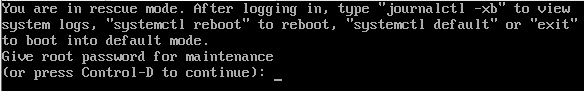 You are in rescue mode. After logging in, type "journalctl -xb" to view
system logs, "systemctl reboot" to reboot, "systemctl default" or "exit"
to boot into default mode.
Give root password for maintenance
(or press Control-D to continue): _